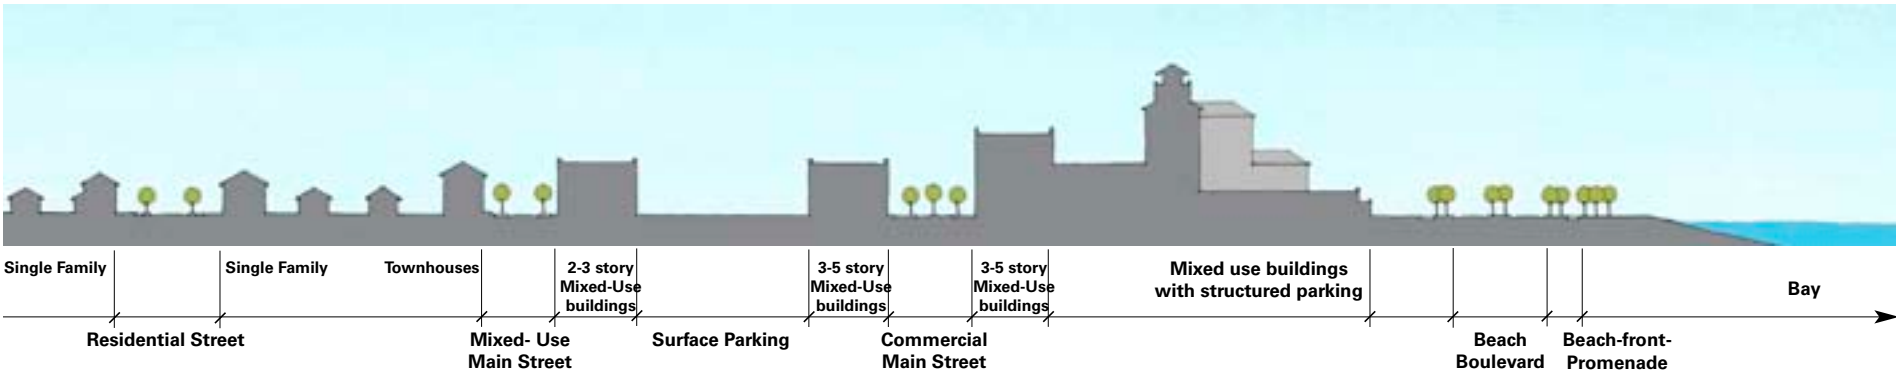 Single Family
Single Family
Townhouses
2-3 story
Mixed-Use
buildings
3-5 story
Mixed-Use
buildings
3-5 story
Mixed-Use
buildings
Mixed use buildings
with structured parking
Bay
Residential Street
Mixed- Use
Main Street
Surface Parking
Commercial
Main Street
Beach
Boulevard
Beach-front-
Promenade